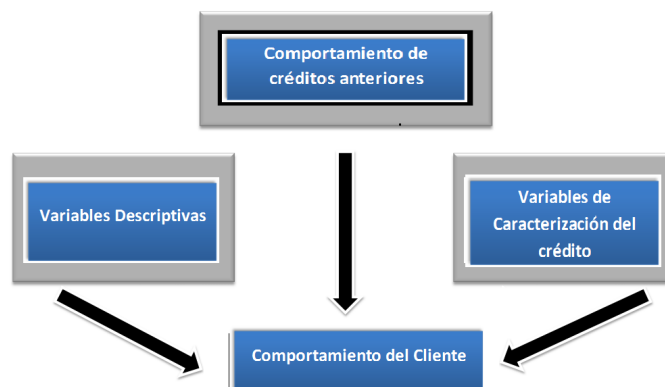 Comportamiento de
créditos anteriores
Variables Descriptivas
Variables de
Caracterización del
crédito
Comportamiento del Cliente